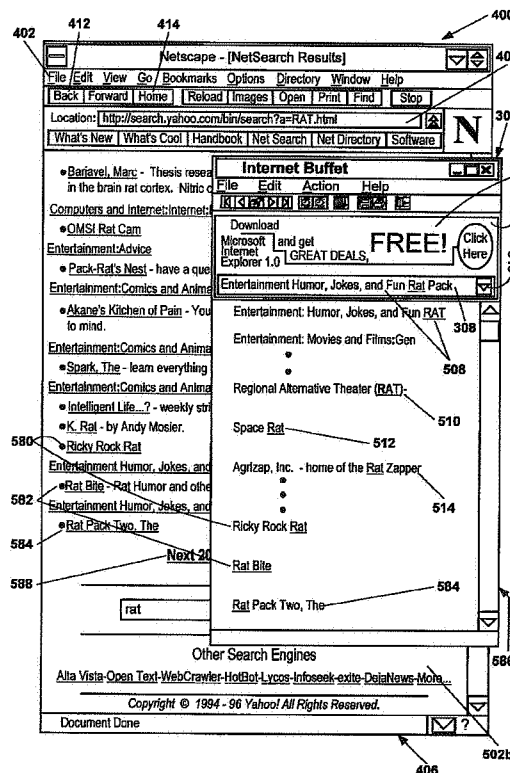 412
414
400
402
Netscape - [NetSearch Results]
File Edit View Go Bookmarks Options Directory Window Help
Back Forward Home Reload Images Open Print Find Stop
Location: http://search.yahoo.com/bin/search?a=RAT.html
N
What's New What's Cool Handbook Net Search Net Directory Software
Barjavel, Marc - Thesis resea
in the brain rat cortex. Nitric o
Computers and Internet:Internet:
OMSI Rat Cam
Entertainment:Advice
Pack-Rat's Nest - have a que
Entertainment:Comics and Anima
Akane's Kitchen of Pain - You
to mind.
Entertainment:Comics and Anima
Spark, The - learn everything
Entertainment:Comics and Anima
Intelligent Life...? - weekly stri
K. Rat - by Andy Mosier.
580
Ricky Rock Rat
Entertainment Humor, Jokes, and
582
Rat Bite - Rat Humor and othe
Entertainment Humor, Jokes, and
584
Rat Pack Two, The
588
Next 20
rat
Internet Buffet
File Edit Action Help
Download
Microsoft
Internet
Explorer 1.0
and get
GREAT DEALS,
FREE!
Click
Here
Entertainment Humor, Jokes, and Fun Rat Pack
308
Entertainment: Humor, Jokes, and Fun RAT
508
Entertainment: Movies and Films:Gen
Regional Alternative Theater (RAT)-
510
Space Rat
512
Agrizap, Inc. - home of the Rat Zapper
514
Ricky Rock Rat
Rat Bite
584
Rat Pack Two, The
Other Search Engines
Alta Vista-Open Text-WebCrawler-HotBot-Lycos-Infoseek-exite-DejaNews-More...
Copyright © 1994 - 96 Yahoo! All Rights Reserved.
Document Done
?
502b
406